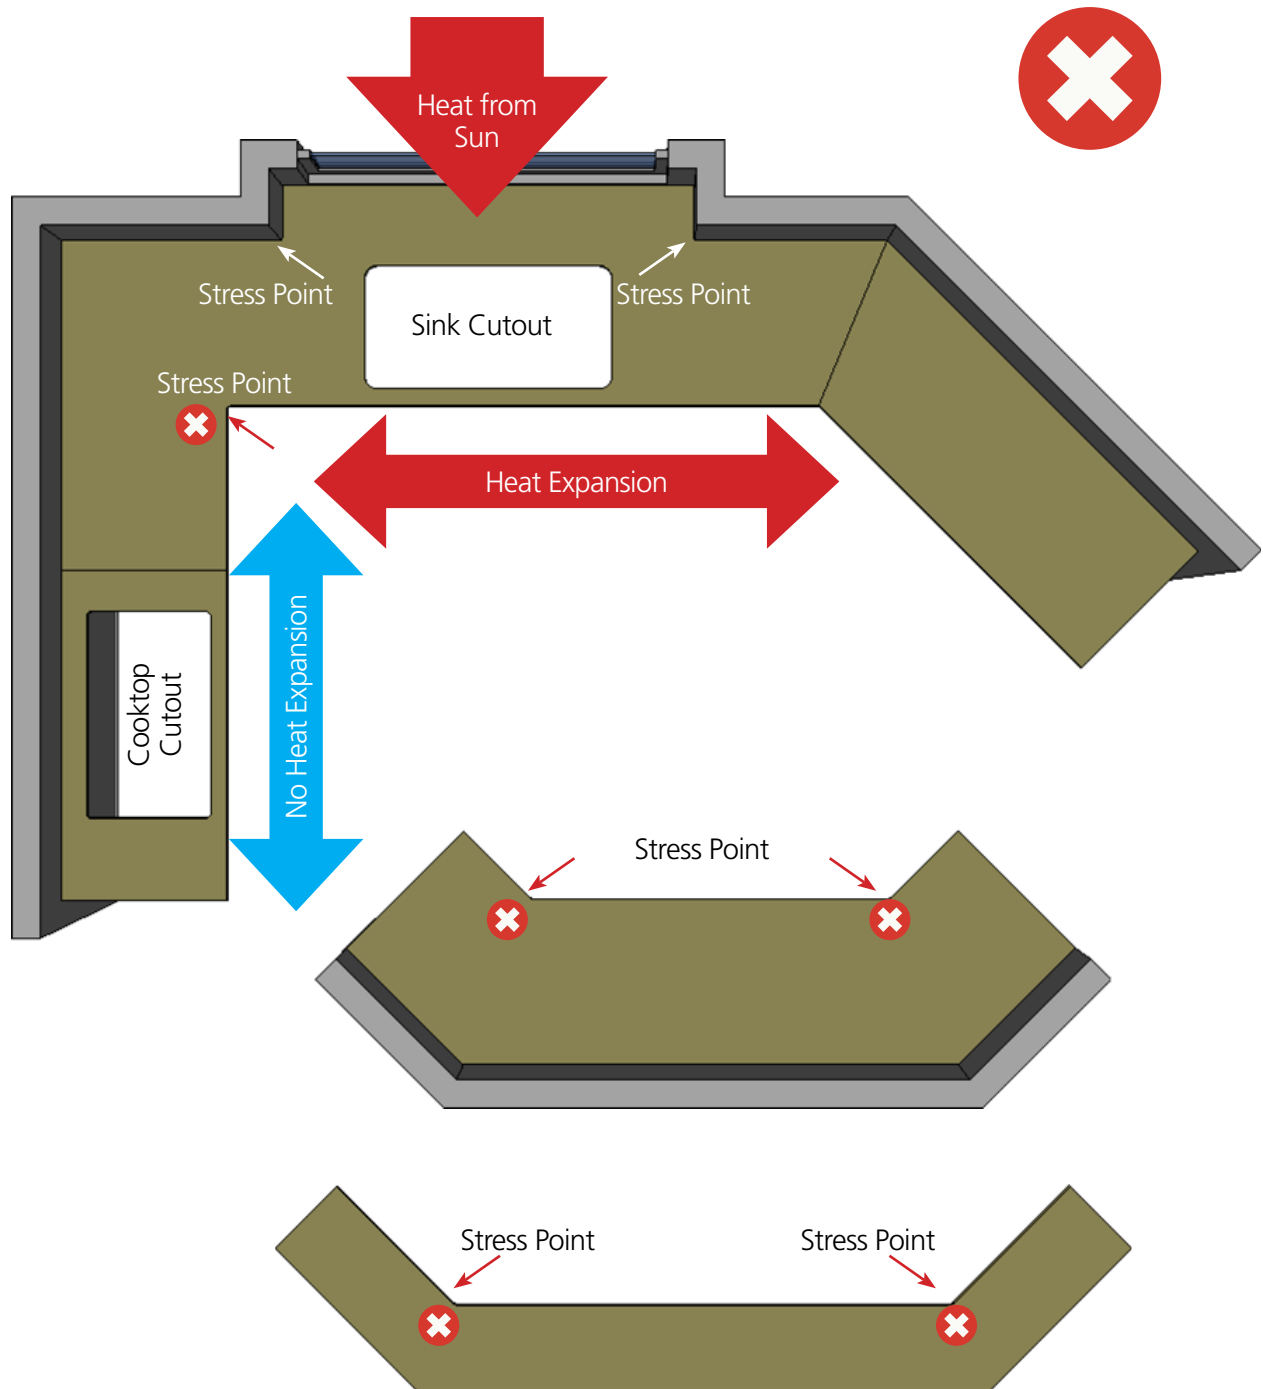 Heat from
Sun
Stress Point
Stress Point
Sink Cutout
Stress Point
Heat Expansion
No Heat Expansion
Cooktop
Cutout
Stress Point
Stress Point
Stress Point